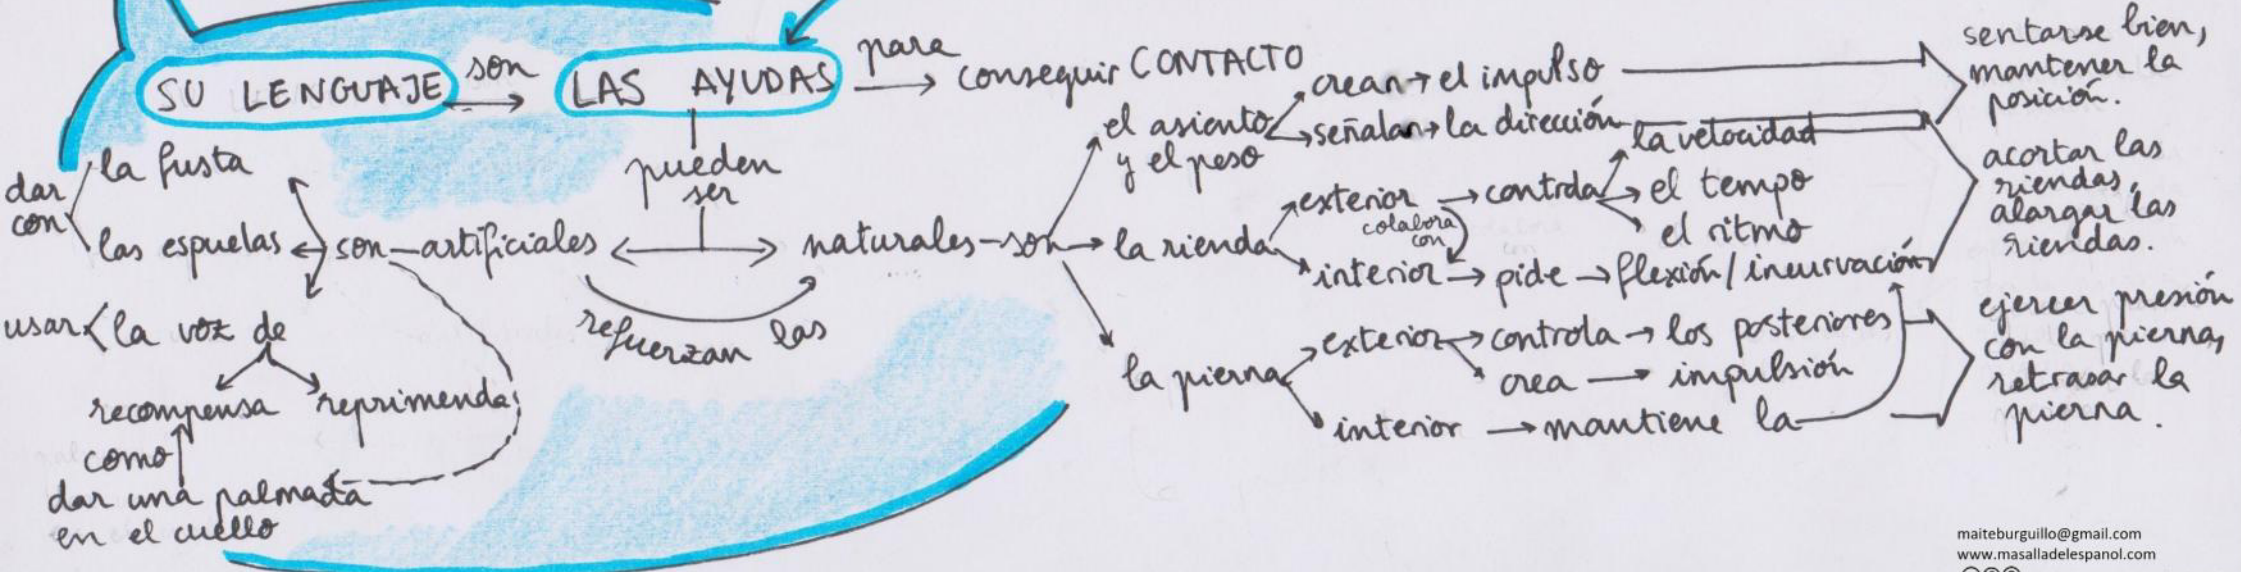 SU LENGUAJE son LAS AYUDAS para conseguir CONTACTO
pueden
ser
artificiales
naturales
refuerzan las
son
dar
con
la fusta
las espuelas
usar
la voz de
recompensa
reprimenda
como
dar una palmada
en el cuello
son
el asiento
y el peso
crean el impulso
señalan la dirección
la rienda
exterior controla la velocidad
el tempo
el ritmo
colabora
con
interior pide flexión/incurvación
la pierna
exterior controla los posteriores
crea impulsión
interior mantiene la
sentarse bien,
mantener la
posición.
acortar las
riendas,
alargar las
riendas.
ejercer presión
con la pierna,
retrasar la
pierna.
maiteburguillo@gmail.com
www.masalladelespanol.com